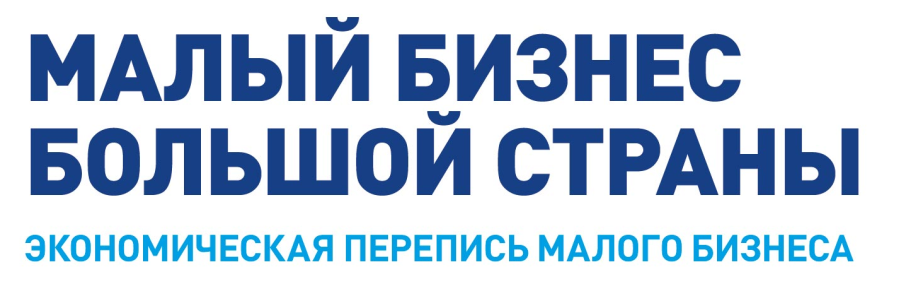 МАЛЫЙ БИЗНЕС
БОЛЬШОЙ СТРАНЫ
ЭКОНОМИЧЕСКАЯ ПЕРЕПИСЬ МАЛОГО БИЗНЕСА